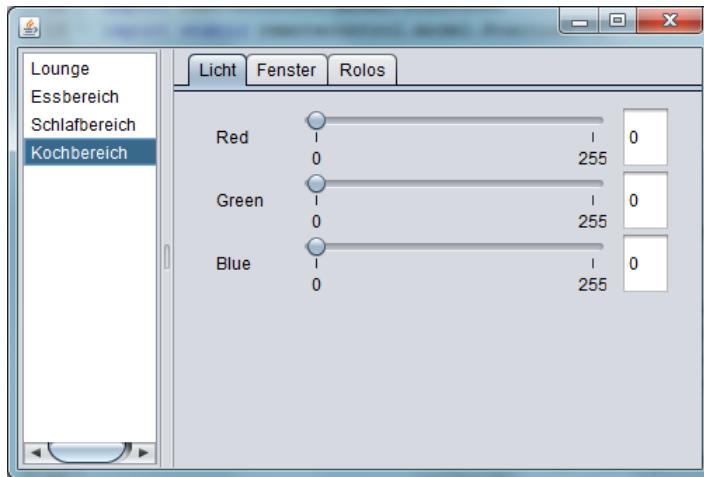 Lounge
Essbereich
Schlafbereich
Kochbereich
Licht Fenster Rolos
Red 0
0 255
Green 0
0 255
Blue 0
0 255